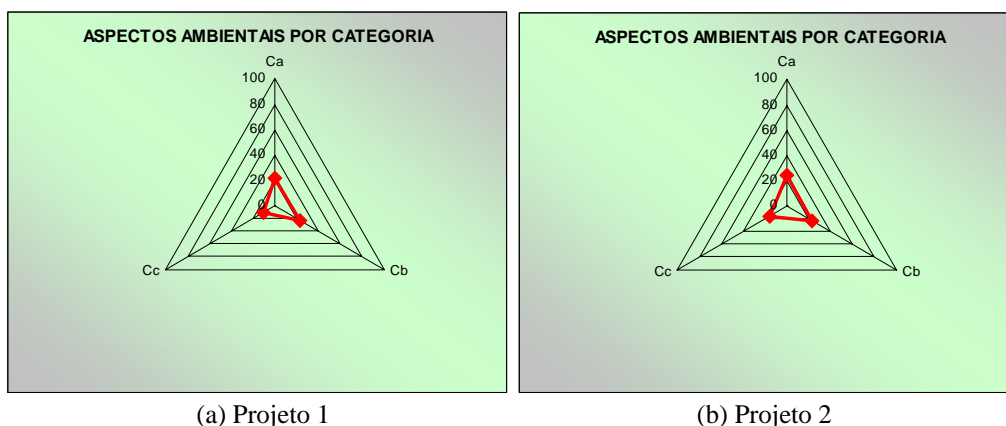 ASPECTOS AMBIENTAIS POR CATEGORIA
Ca
100
80
60
40
20
0
Cc
Cb
(a) Projeto 1
ASPECTOS AMBIENTAIS POR CATEGORIA
Ca
100
80
60
40
20
0
Cc
Cb
(b) Projeto 2